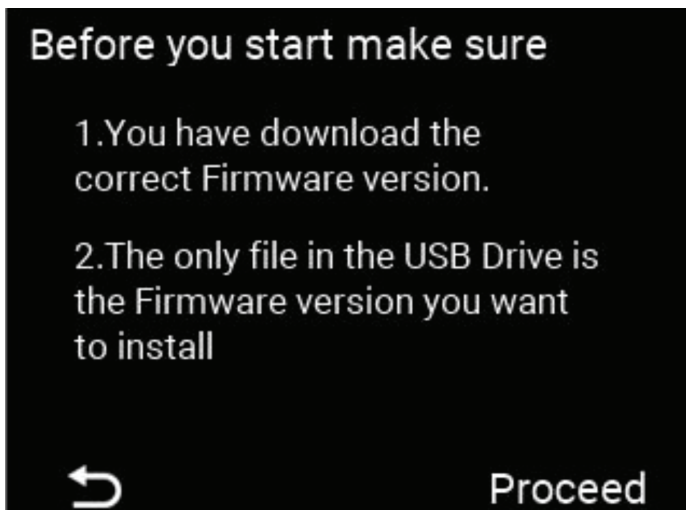 Before you start make sure
1.You have download the
correct Firmware version.
2.The only file in the USB Drive is
the Firmware version you want
to install
Proceed